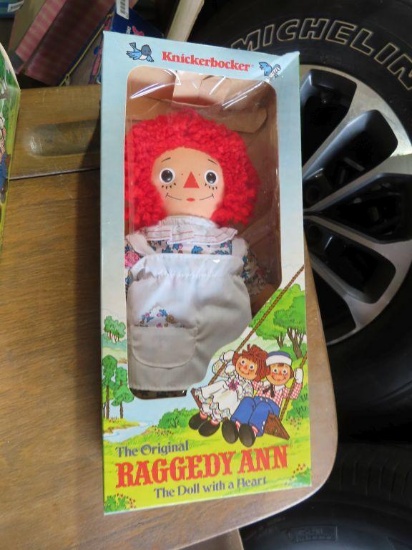 MICHELIN
Knickerbocker
The Original
RAGGEDY ANN
The Doll with a Heart